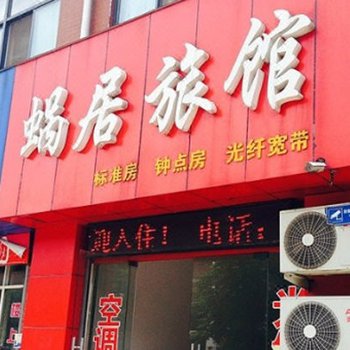 蜗居旅馆
标准房 钟点房 光纤宽带
迎入住！ 电话：
空调